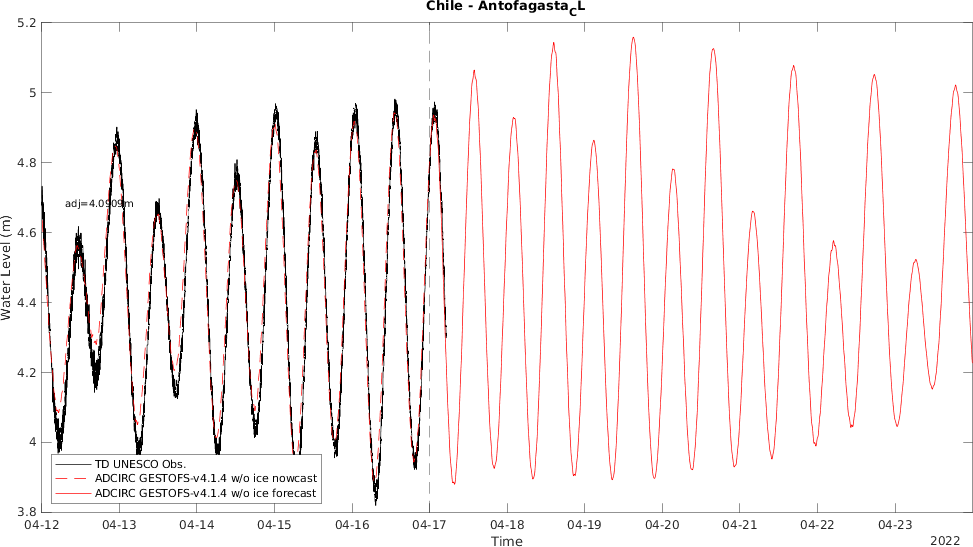 Chile - Antofagasta_CL
5.2
5
4.8
4.6
4.4
4.2
4
3.8
Water Level (m)
adj=4.0909m
TD UNESCO Obs.
ADCIRC GESTOFS-v4.1.4 w/o ice nowcast
ADCIRC GESTOFS-v4.1.4 w/o ice forecast
04-12 04-13 04-14 04-15 04-16 04-17 04-18 04-19 04-20 04-21 04-22 04-23
Time
2022